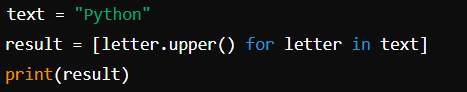 text = "Python"
result = [letter.upper() for letter in text]
print(result)